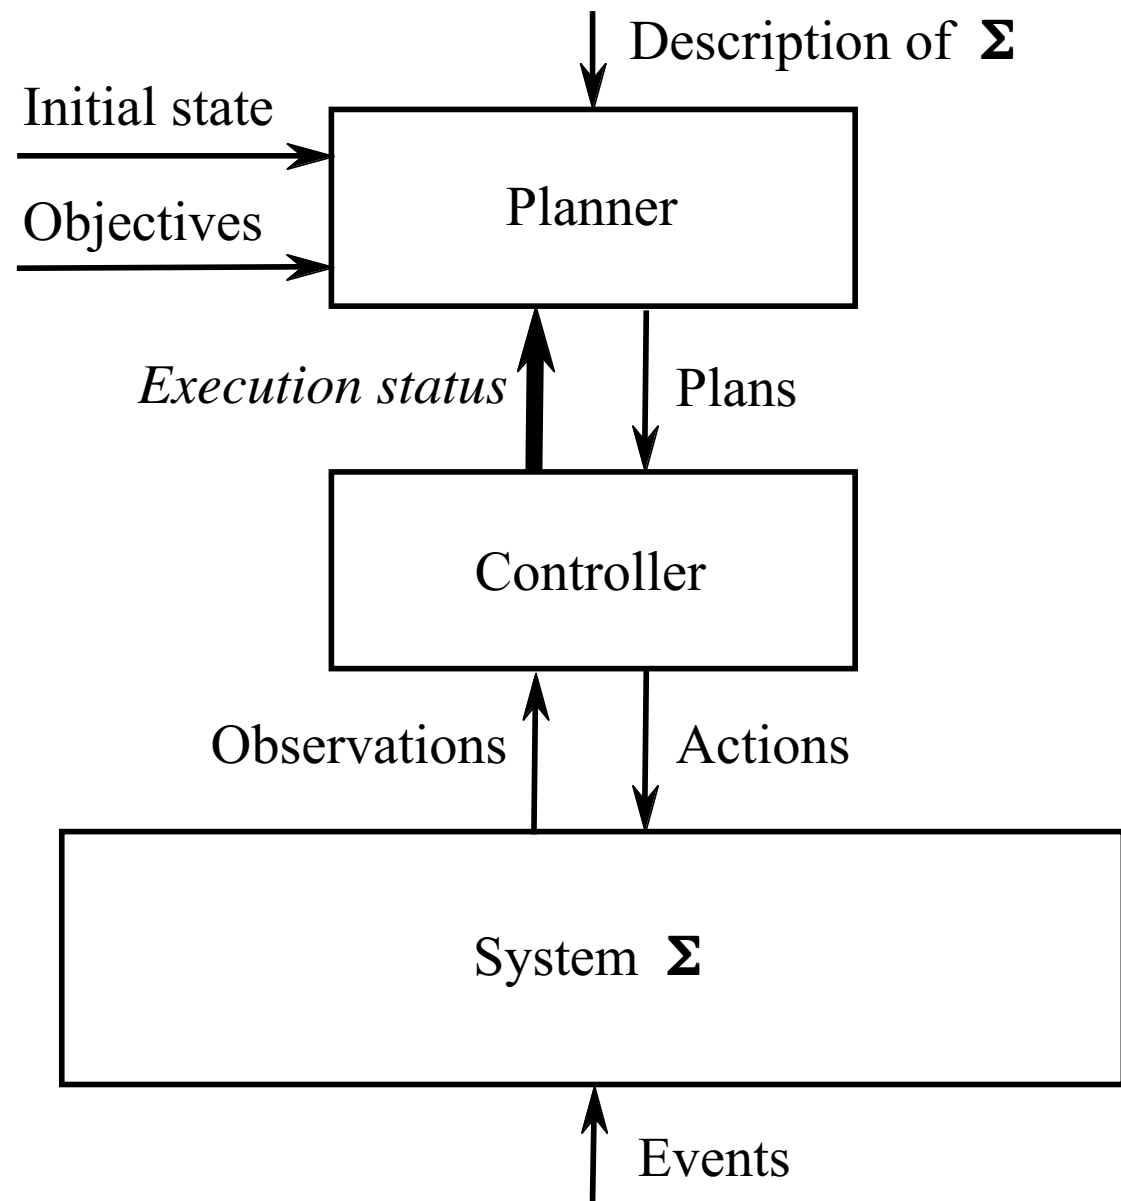 Description of Σ
Initial state
Planner
Objectives
Execution status
Plans
Controller
Observations
Actions
System Σ
Events